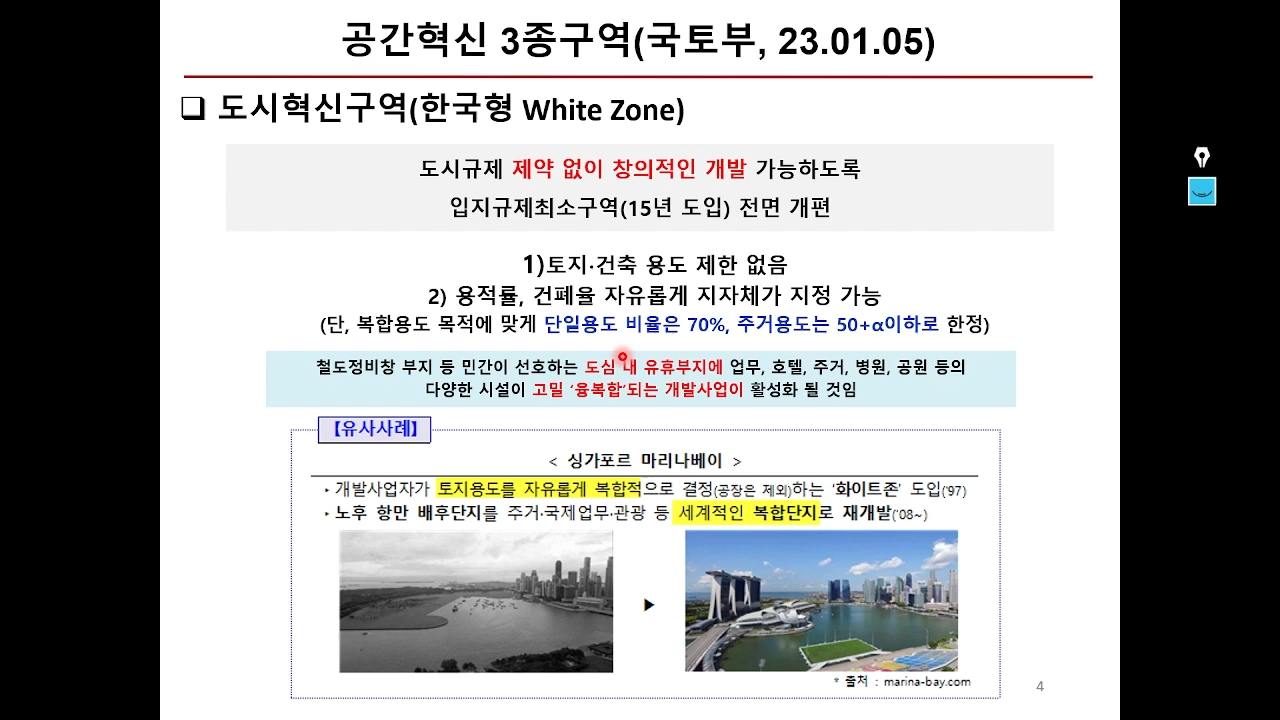 공간혁신 3종구역(국토부, 23.01.05)
❑ 도시혁신구역(한국형 White Zone)
도시규제 제약 없이 창의적인 개발 가능하도록
입지규제최소구역(15년 도입) 전면 개편
1)토지·건축 용도 제한 없음
2) 용적률, 건폐율 자유롭게 지자체가 지정 가능
(단, 복합용도 목적에 맞게 단일용도 비율은 70%, 주거용도는 50+α이하로 한정)
철도정비창 부지 등 민간이 선호하는 도심 내 유휴부지에 업무, 호텔, 주거, 병원, 공원 등의
다양한 시설이 고밀 ‘융복합‘되는 개발사업이 활성화 될 것임
【유사사례】
< 싱가포르 마리나베이 >
‣ 개발사업자가 토지용도를 자유롭게 복합적으로 결정(공장은 제외)하는 ‘화이트존’ 도입(’97)
‣ 노후 항만 배후단지를 주거·국제업무·관광 등 세계적인 복합단지로 재개발(’08~)
* 출처 : marina-bay.com
4